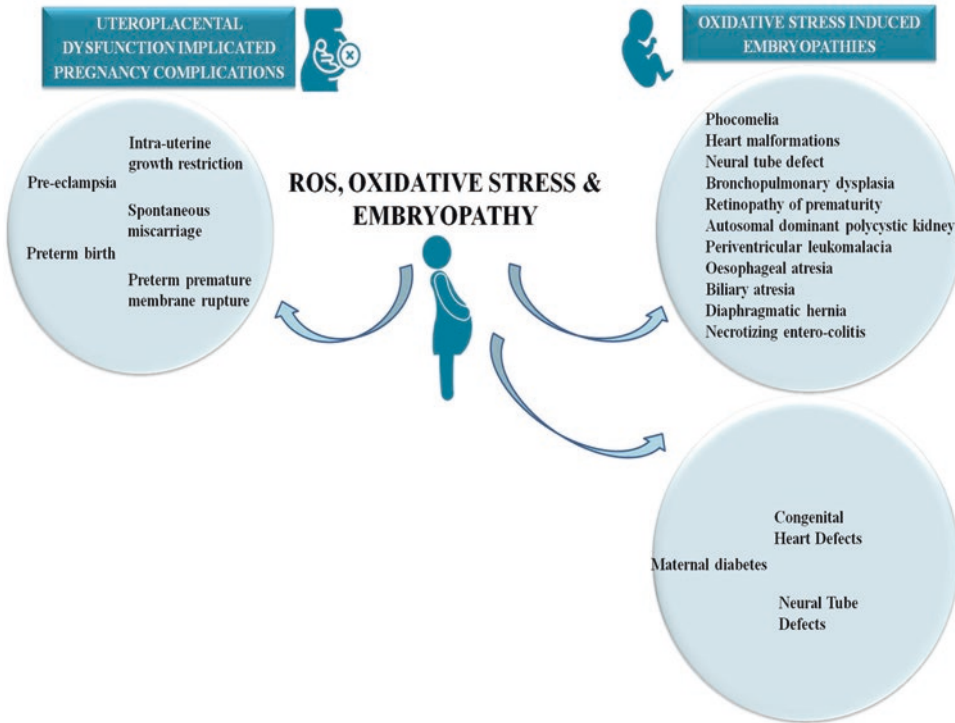 UTEROPLACENTAL
DYSFUNCTION IMPLICATED
PREGNANCY COMPLICATIONS
Intra-uterine
growth restriction
Pre-eclampsia
Spontaneous
miscarriage
Preterm birth
Preterm premature
membrane rupture
ROS, OXIDATIVE STRESS &
EMBRYOPATHY
OXIDATIVE STRESS INDUCED
EMBRYOPATHIES
Phocomelia
Heart malformations
Neural tube defect
Bronchopulmonary dysplasia
Retinopathy of prematurity
Autosomal dominant polycystic kidney
Periventricular leukomalacia
Oesophageal atresia
Biliary atresia
Diaphragmatic hernia
Necrotizing entero-colitis
Congenital
Heart Defects
Maternal diabetes
Neural Tube
Defects